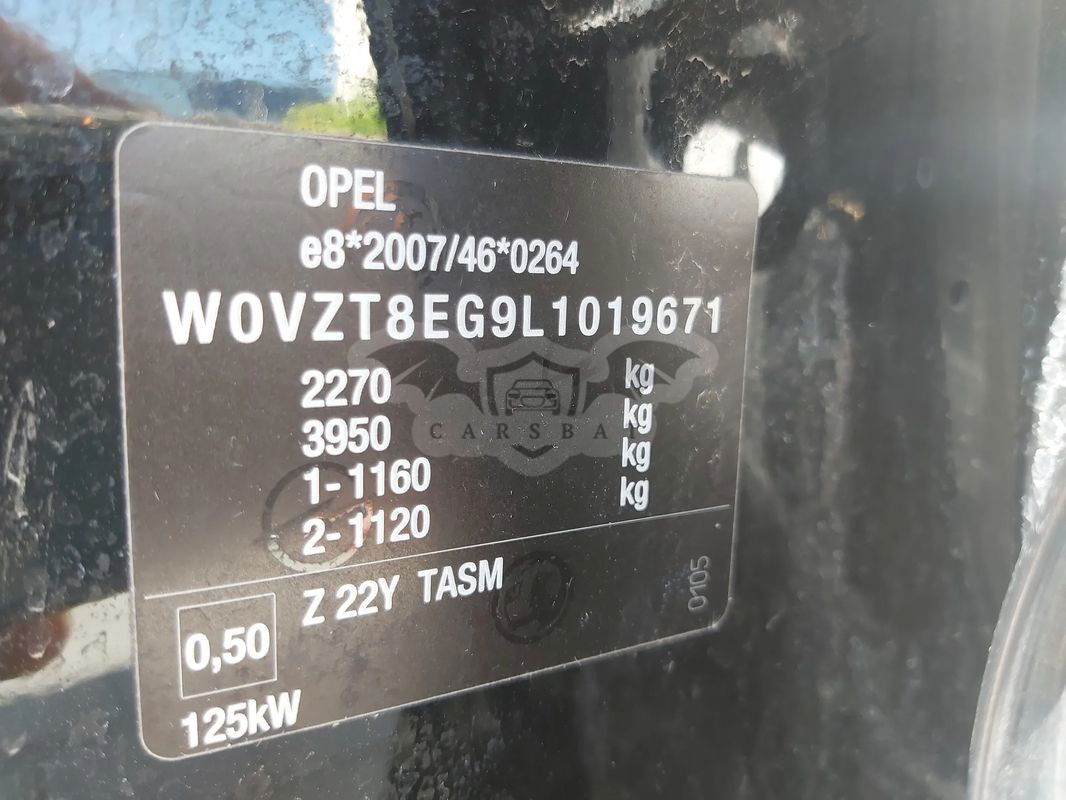 OPEL
e8*2007/46*0264
W0VZT8EG9L1019671
2270 kg
3950 kg
1-1160 kg
2-1120 kg
Z 22Y TASM
0,50
125kW
0105
CARSBA